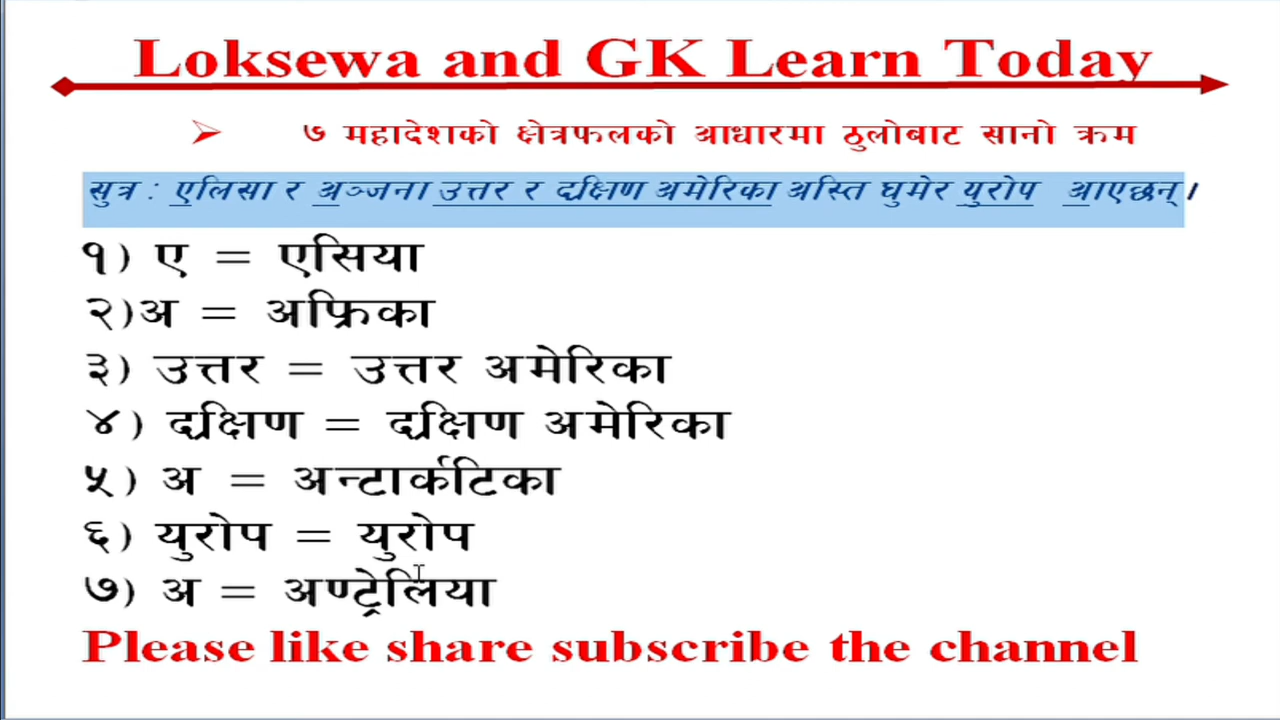 Loksewa and GK Learn Today
➢ ७ महादेशको क्षेत्रफलको आधारमा ठुलोबाट सानो क्रम
सुत्र : एलिसा र अञ्जना उत्तर र दक्षिण अमेरिका अस्ति घुमेर युरोप आएछन्।
१) ए = एसिया
२)अ = अफ्रिका
३) उत्तर = उत्तर अमेरिका
४) दक्षिण = दक्षिण अमेरिका
५) अ = अन्टार्कटिका
६) युरोप = युरोप
७) अ = अण्ट्रेलिया
Please like share subscribe the channel